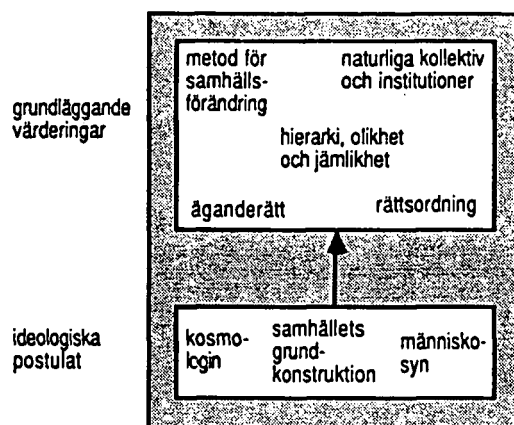 grundläggande
värderingar
metod för
samhälls-
förändring
naturliga kollektiv
och institutioner
hierarki, olikhet
och jämlikhet
äganderätt
rättsordning
ideologiska
postulat
kosmo-
login
samhällets
grund-
konstruktion
människo-
syn